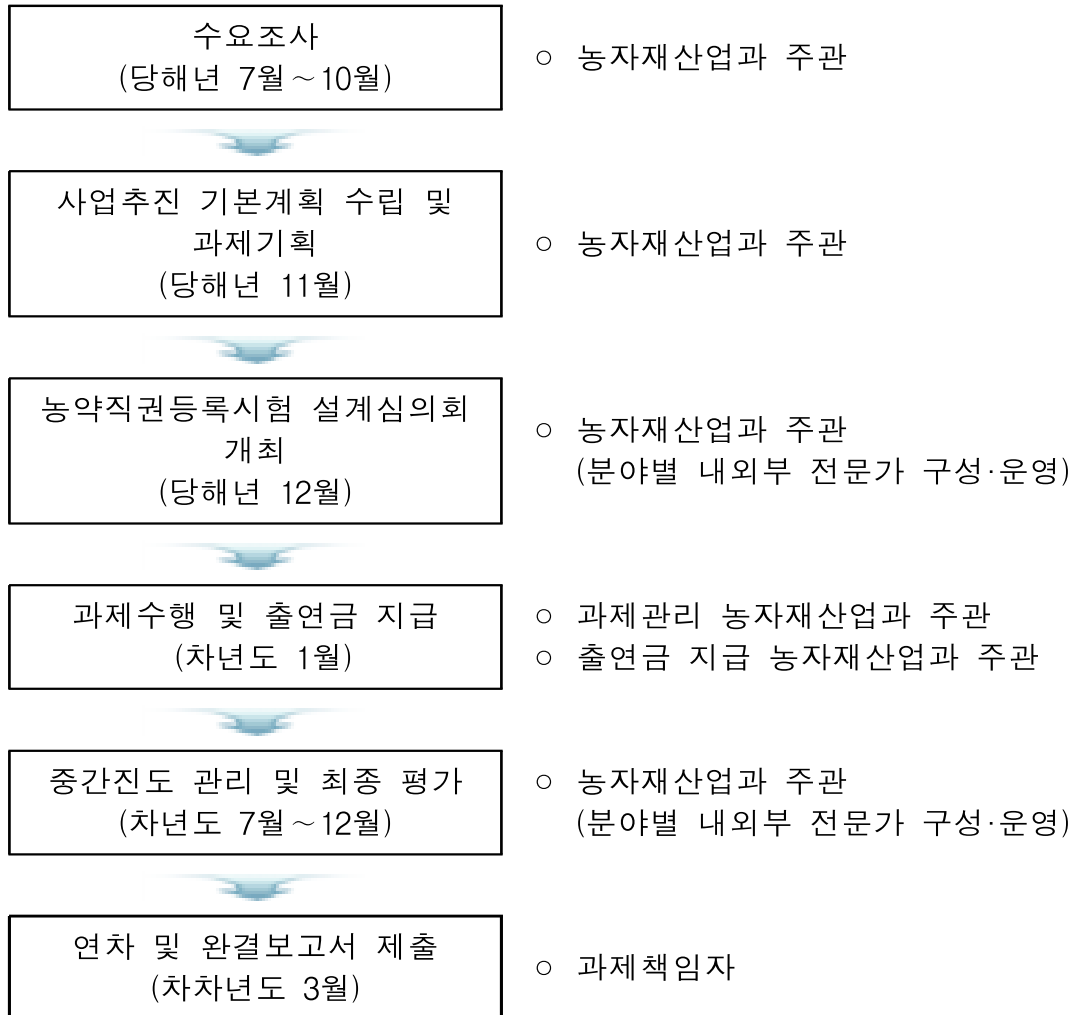 수요조사
(당해년 7월~10월)
○ 농자재산업과 주관
사업추진 기본계획 수립 및
과제기획
(당해년 11월)
○ 농자재산업과 주관
농약직권등록시험 설계심의회
개최
(당해년 12월)
○ 농자재산업과 주관
(분야별 내외부 전문가 구성·운영)
과제수행 및 출연금 지급
(차년도 1월)
○ 과제관리 농자재산업과 주관
○ 출연금 지급 농자재산업과 주관
중간진도 관리 및 최종 평가
(차년도 7월~12월)
○ 농자재산업과 주관
(분야별 내외부 전문가 구성·운영)
연차 및 완결보고서 제출
(차차년도 3월)
○ 과제책임자